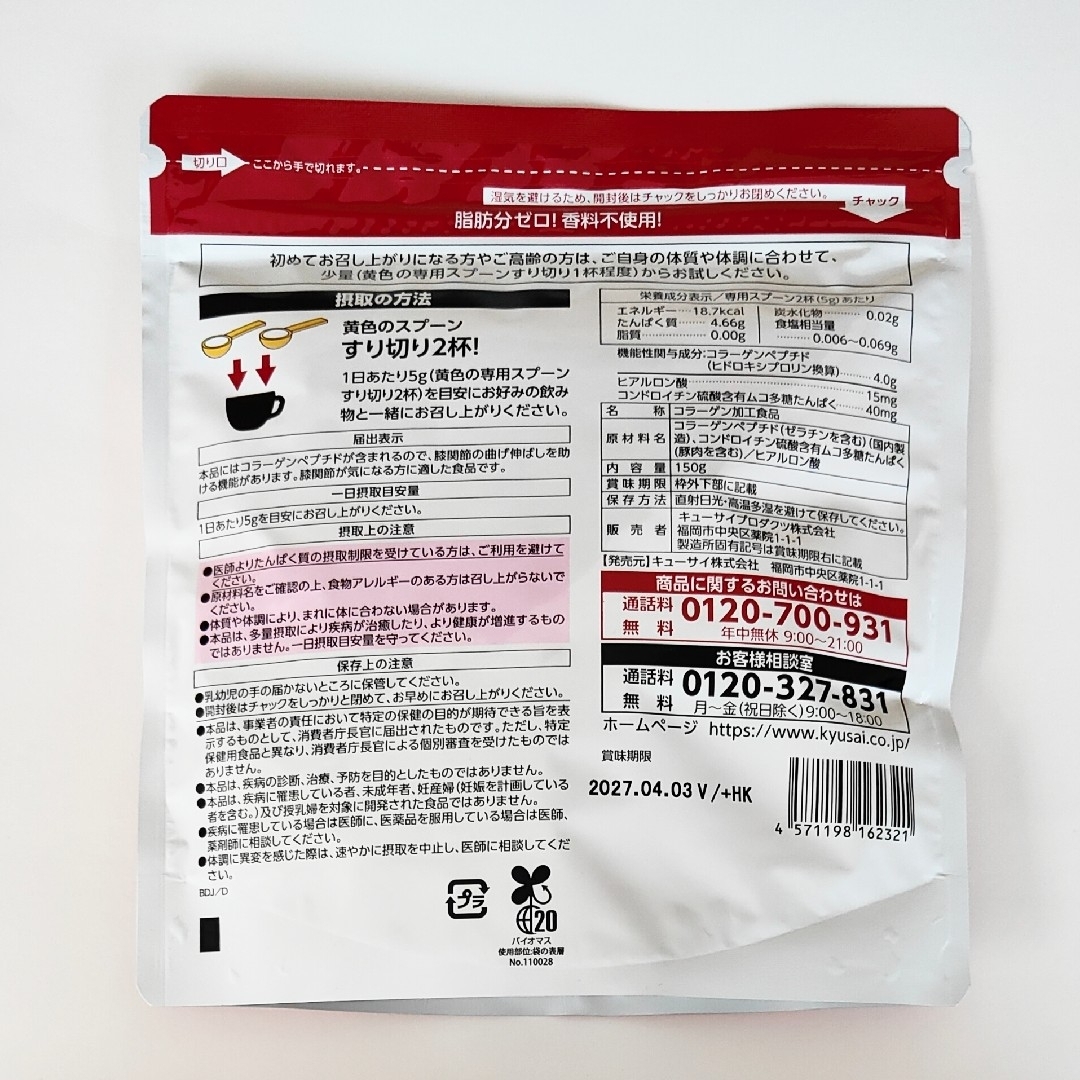 切り口
ここから手で切れます。
湿気を避けるため、開封後はチャックをしっかりお閉めください。
チャック
脂肪分ゼロ!香料不使用!
初めてお召し上がりになる方やご高齢の方は、ご自身の体質や体調に合わせて、
少量(黄色の専用スプーンすり切り1杯程度)からお試しください。
摂取の方法
黄色のスプーン
すり切り2杯!
1日あたり5g(黄色の専用スプーン
すり切り2杯)を目安にお好みの飲み
物と一緒にお召し上がりください。
届出表示
本品にはコラーゲンペプチドが含まれるので、膝関節の曲げ伸ばしを助
ける機能があります。膝関節が気になる方に適した食品です。
一日摂取目安量
1日あたり5gを目安にお召し上がりください。
摂取上の注意
●医師よりたんぱく質の摂取制限を受けている方は、ご利用を避けて
ください。
●原材料名をご確認の上、食物アレルギーのある方は召し上がらないで
ください。
●体質や体調により、まれに体に合わない場合があります。
●本品は、多量摂取により疾病が治癒したり、より健康が増進するもの
ではありません。一日摂取目安量を守ってください。
保存上の注意
●乳幼児の手の届かないところに保管してください。
●開封後はチャックをしっかりと閉めて、お早めにお召し上がりください。
●本品は、事業者の責任において特定の保健の目的が期待できる旨を表
示するものとして、消費者庁長官に届出されたものです。ただし、特定
保健用食品と異なり、消費者庁長官による個別審査を受けたものでは
ありません。
●本品は、疾病の診断、治療、予防を目的としたものではありません。
●本品は、疾病に罹患している者、未成年者、妊産婦(妊娠を計画している
者を含む。)及び授乳婦を対象に開発された食品ではありません。
●疾病に罹患している場合は医師に、医薬品を服用している場合は医師、
薬剤師に相談してください。
●体調に異変を感じた際は、速やかに摂取を中止し、医師に相談してくだ
さい。
BDJ/D
プラ
20
バイオマス
使用部位:袋の表層
No.110028
栄養成分表示/専用スプーン2杯(5g)あたり
エネルギー……18.7kcal
たんぱく質………4.66g
脂質………………0.00g
炭水化物…………0.02g
食塩相当量
………0.006〜0.069g
機能性関与成分:コラーゲンペプチド
(ヒドロキシプロリン換算)………4.0g
ヒアルロン酸………………………15mg
コンドロイチン硫酸含有ムコ多糖たんぱく………40mg
名称 コラーゲン加工食品
原材料名 コラーゲンペプチド(ゼラチンを含む)(国内製
造)、コンドロイチン硫酸含有ムコ多糖たんぱく
(豚肉を含む)/ヒアルロン酸
内容量 150g
賞味期限 枠外下部に記載
保存方法 直射日光・高温多湿を避けて保存してください。
販売者 キューサイプロダクツ株式会社
福岡市中央区薬院1-1-1
製造所固有記号は賞味期限右に記載
【発売元】キューサイ株式会社 福岡市中央区薬院1-1-1
商品に関するお問い合わせは
通話料無料 0120-700-931
年中無休 9:00〜21:00
お客様相談室
通話料無料 0120-327-831
月〜金(祝日除く)9:00〜18:00
ホームページ https://www.kyusai.co.jp/
賞味期限
2027.04.03 V/+HK
4 571198 162321